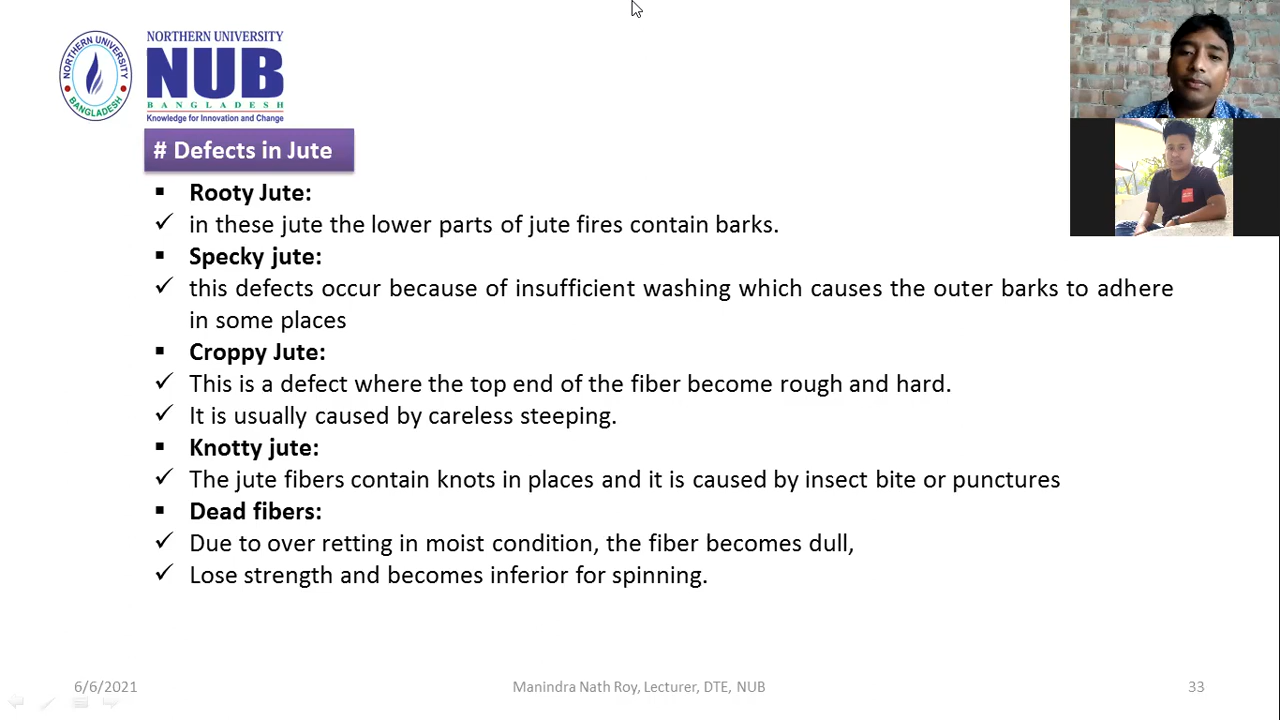 NORTHERN UNIVERSITY
BANGLADESH
NORTHERN UNIVERSITY
NUB
BANGLADESH
Knowledge for Innovation and Change
# Defects in Jute
▪ Rooty Jute:
✓ in these jute the lower parts of jute fires contain barks.
▪ Specky jute:
✓ this defects occur because of insufficient washing which causes the outer barks to adhere
in some places
▪ Croppy Jute:
✓ This is a defect where the top end of the fiber become rough and hard.
✓ It is usually caused by careless steeping.
▪ Knotty jute:
✓ The jute fibers contain knots in places and it is caused by insect bite or punctures
▪ Dead fibers:
✓ Due to over retting in moist condition, the fiber becomes dull,
✓ Lose strength and becomes inferior for spinning.
6/6/2021
Manindra Nath Roy, Lecturer, DTE, NUB
33